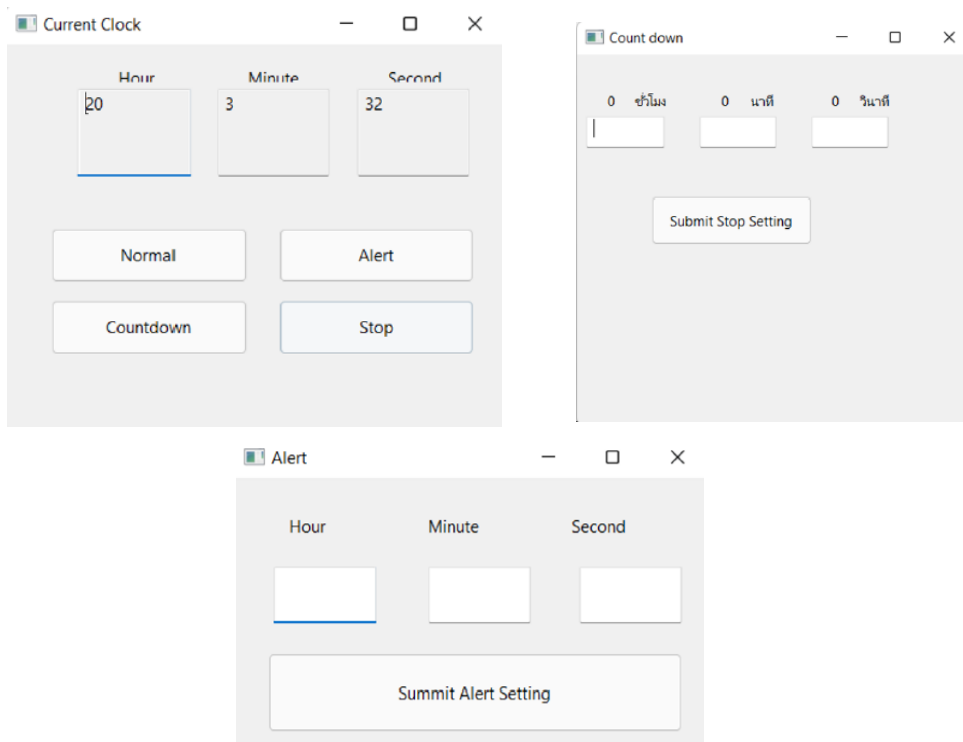 Current Clock
Hour Minute Second
20 3 32
Normal Alert
Countdown Stop
Count down
0 ชั่วโมง 0 นาที 0 วินาที
Submit Stop Setting
Alert
Hour Minute Second
Summit Alert Setting